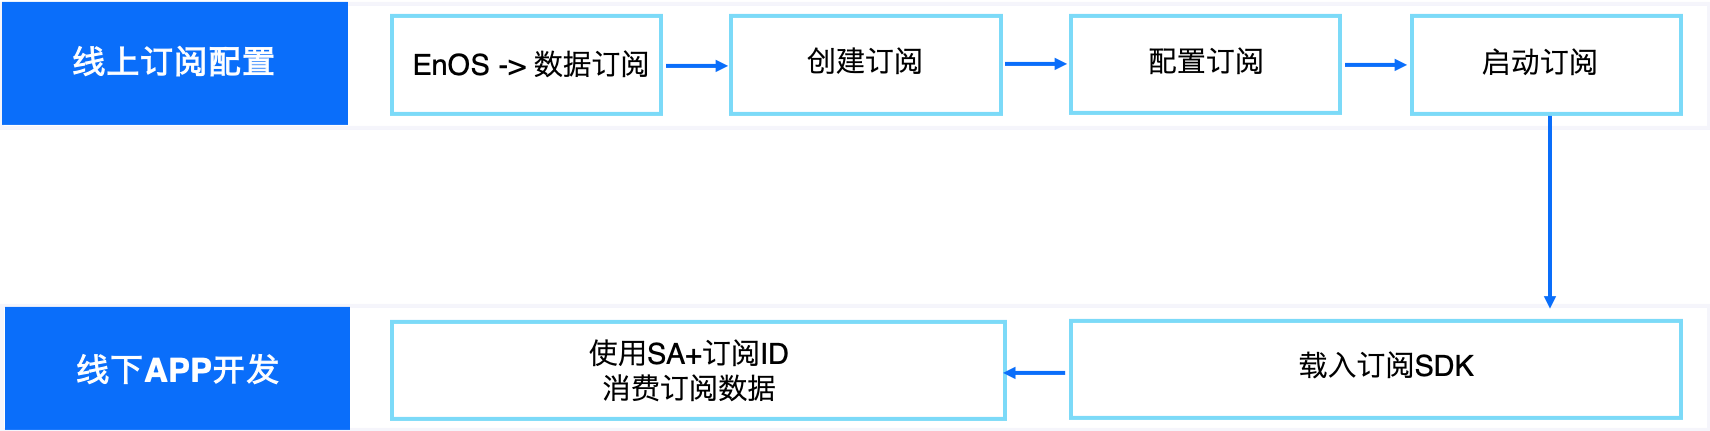 线上订阅配置
EnOS -> 数据订阅
创建订阅
配置订阅
启动订阅
线下APP开发
使用SA+订阅ID
消费订阅数据
载入订阅SDK